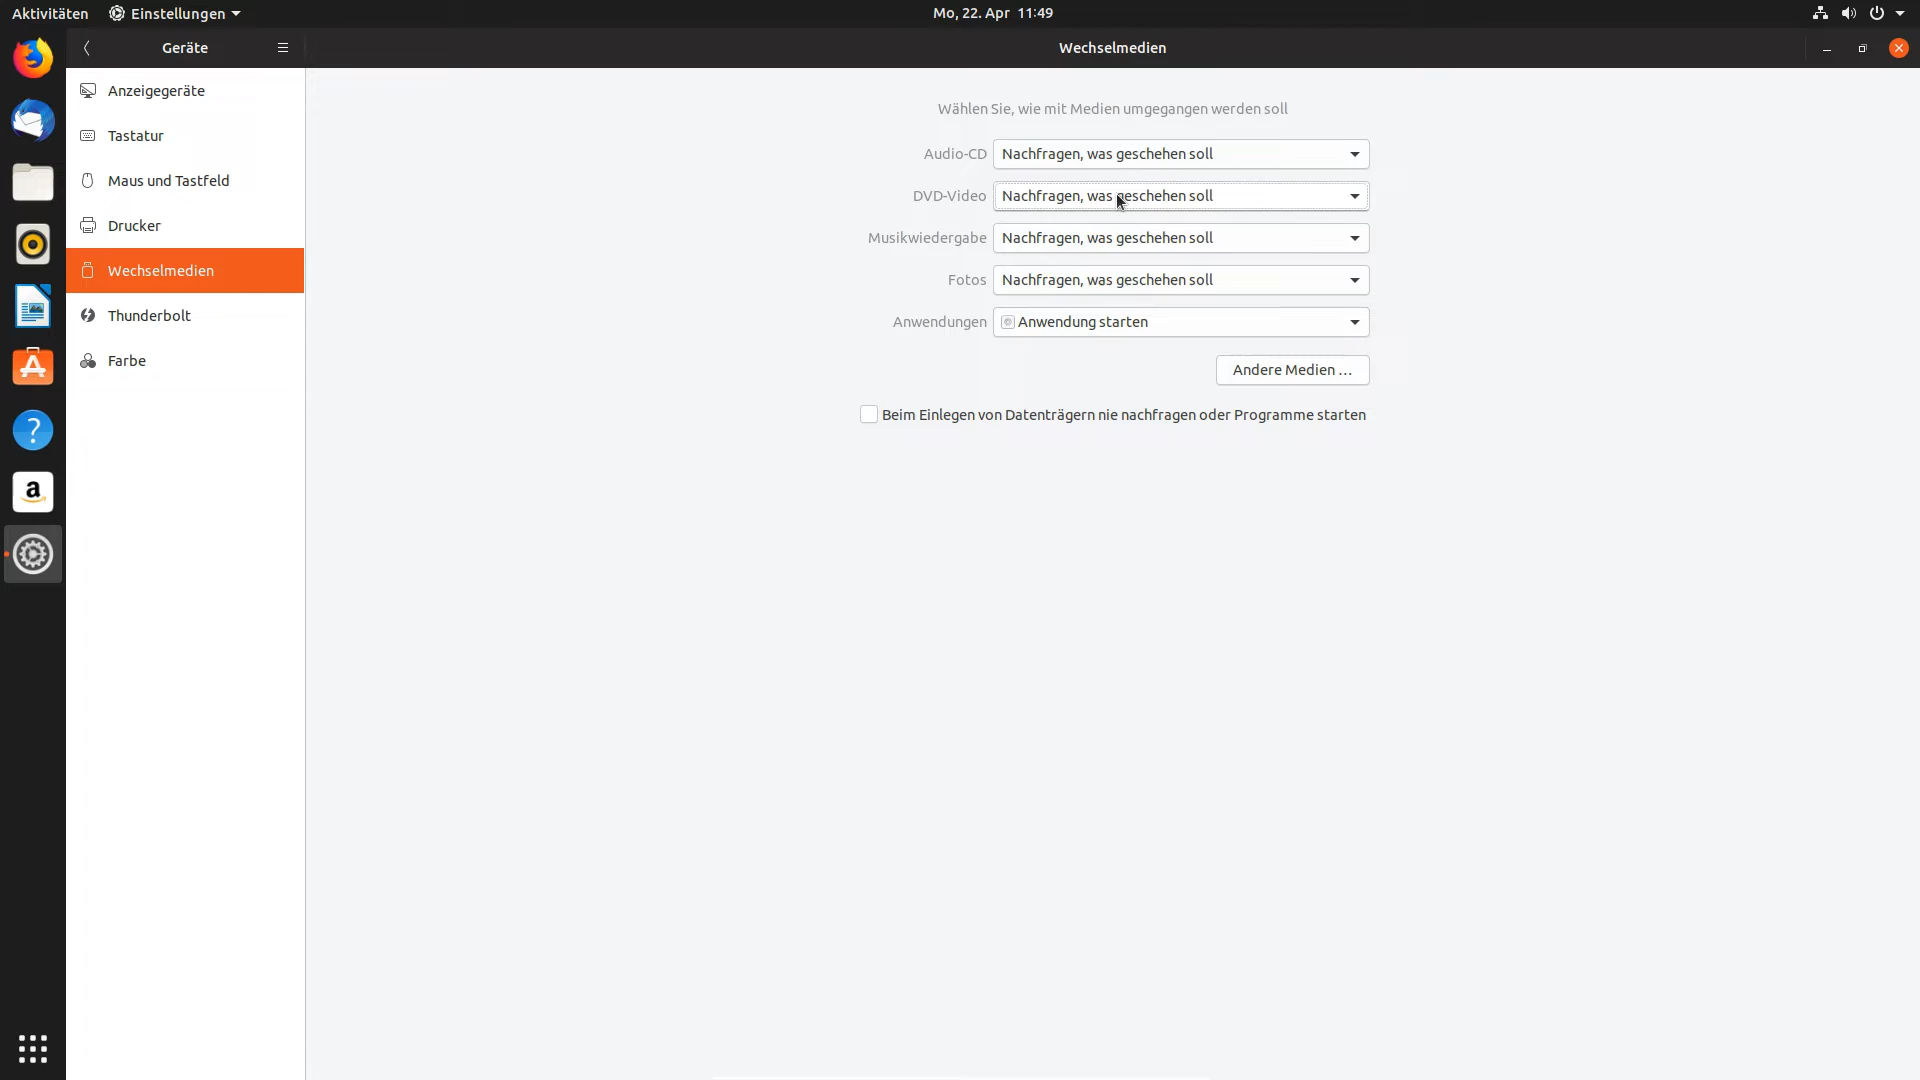 Aktivitäten
Einstellungen
Mo, 22. Apr 11:49
Geräte
Wechselmedien
Anzeigegeräte
Tastatur
Maus und Tastfeld
Drucker
Wechselmedien
Thunderbolt
Farbe
Wählen Sie, wie mit Medien umgegangen werden soll
Audio-CD Nachfragen, was geschehen soll
DVD-Video Nachfragen, was geschehen soll
Musikwiedergabe Nachfragen, was geschehen soll
Fotos Nachfragen, was geschehen soll
Anwendungen Anwendung starten
Andere Medien …
Beim Einlegen von Datenträgern nie nachfragen oder Programme starten